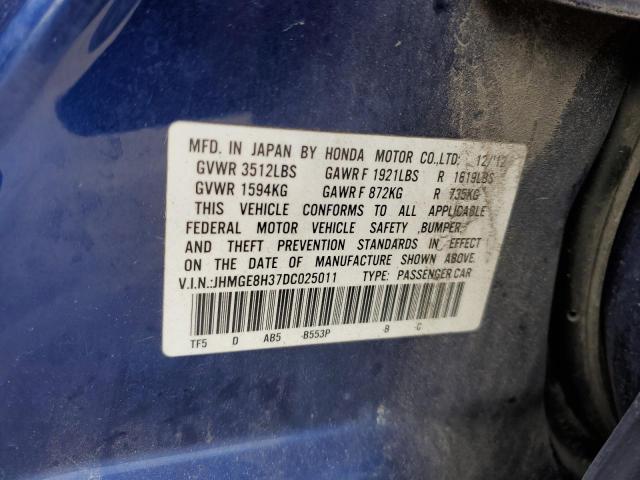 MFD. IN JAPAN BY HONDA MOTOR CO.,LTD: 12/'12
GVWR 3512LBS GAWR F 1921LBS R 1619LBS
GVWR 1594KG GAWR F 872KG R 735KG
THIS VEHICLE CONFORMS TO ALL APPLICABLE
FEDERAL MOTOR VEHICLE SAFETY ,BUMPER,
AND THEFT PREVENTION STANDARDS IN EFFECT
ON THE DATE OF MANUFACTURE SHOWN ABOVE.
V.I.N.:JHMGE8H37DC025011 TYPE: PASSENGER CAR
TF5 D AB5 -B553P -B -C